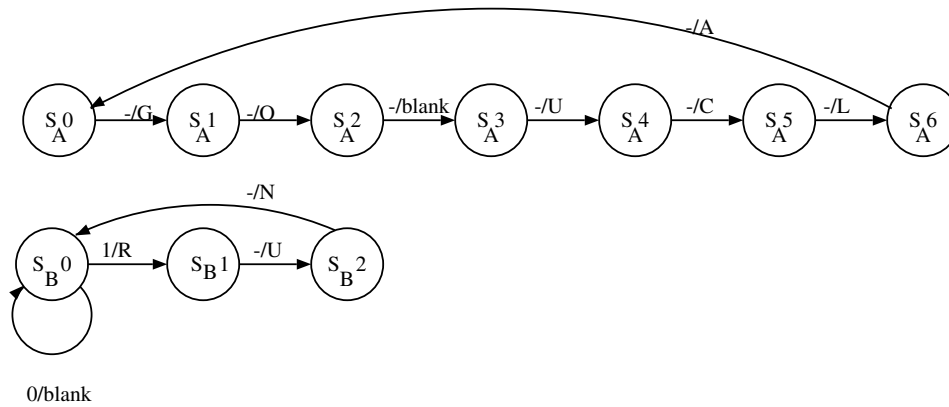 -/A
S_A0 -/G S_A1 -/O S_A2 -/blank S_A3 -/U S_A4 -/C S_A5 -/L S_A6
-/N
S_B0 1/R S_B1 -/U S_B2
0/blank